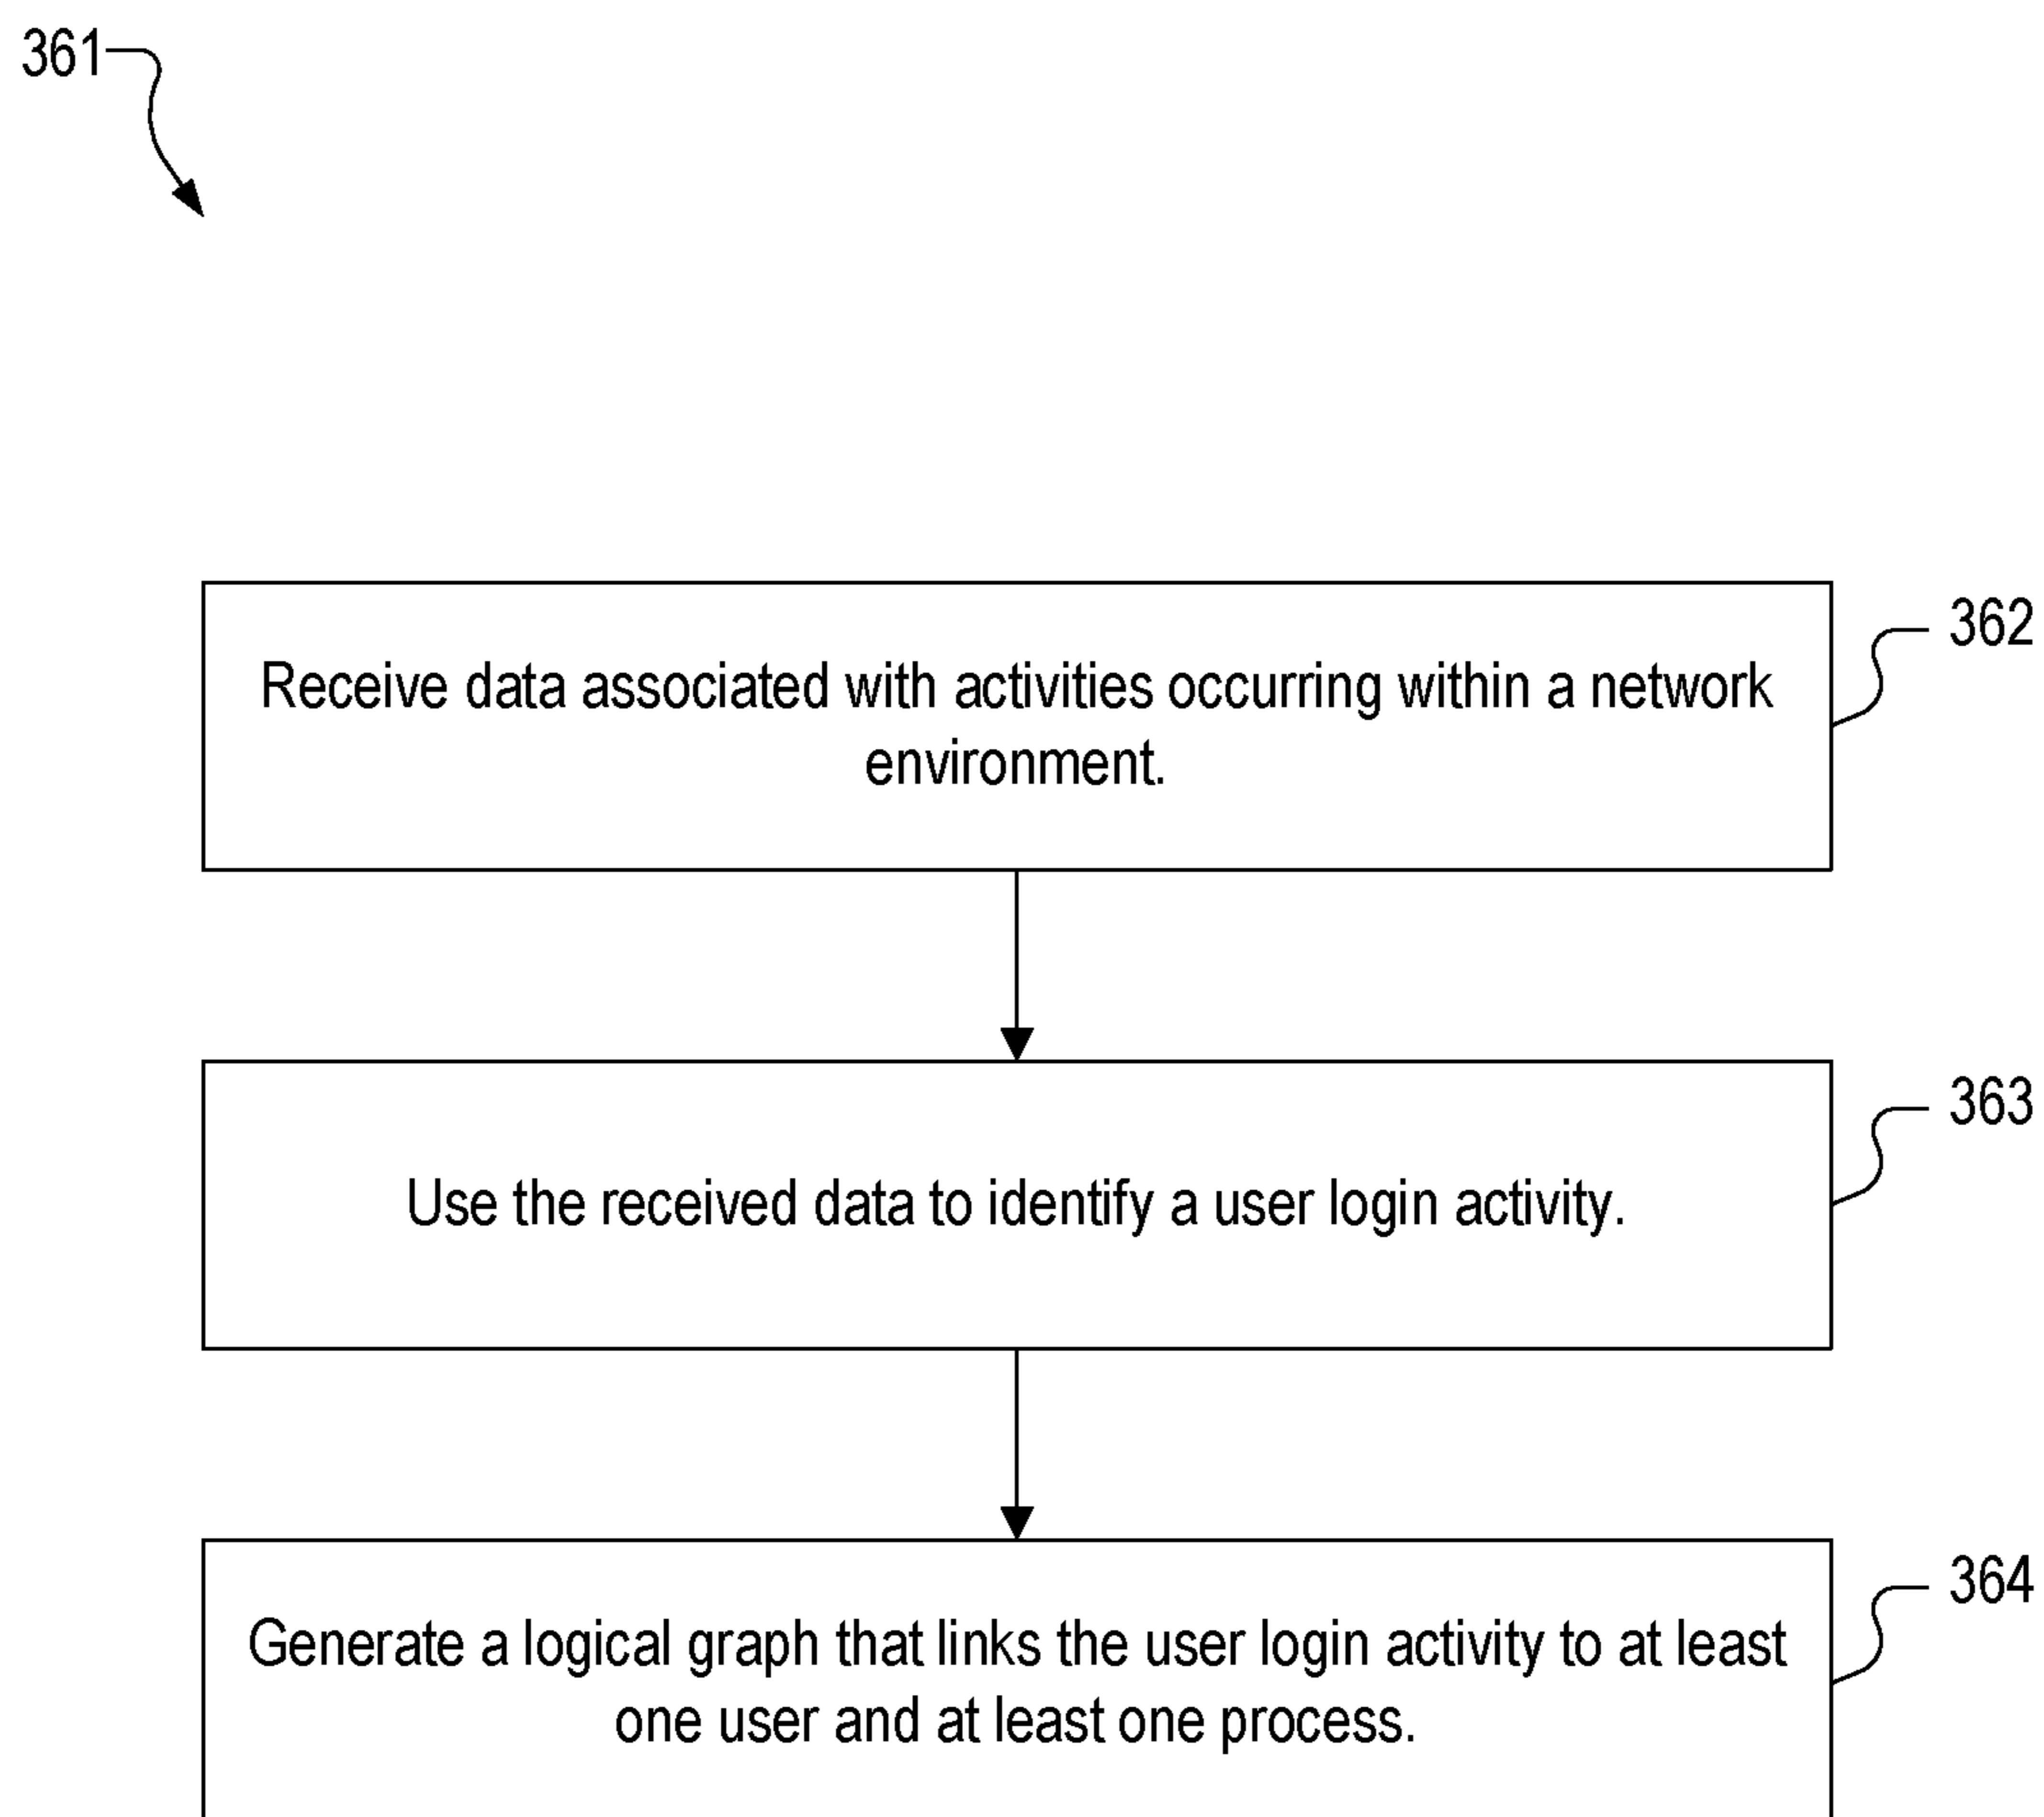 361
362
Receive data associated with activities occurring within a network
environment.
363
Use the received data to identify a user login activity.
364
Generate a logical graph that links the user login activity to at least
one user and at least one process.